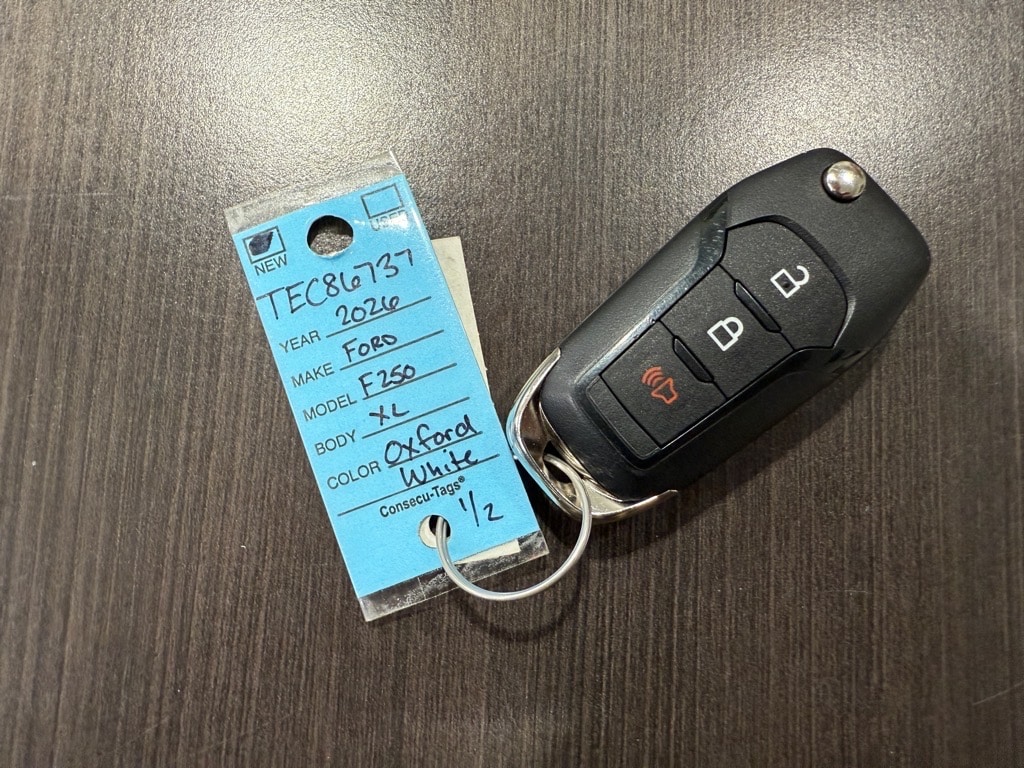 NEW
USED
TEC86737
YEAR 2026
MAKE FORD
MODEL F250
BODY XL
COLOR Oxford
White
Consecu-Tags®
1/2